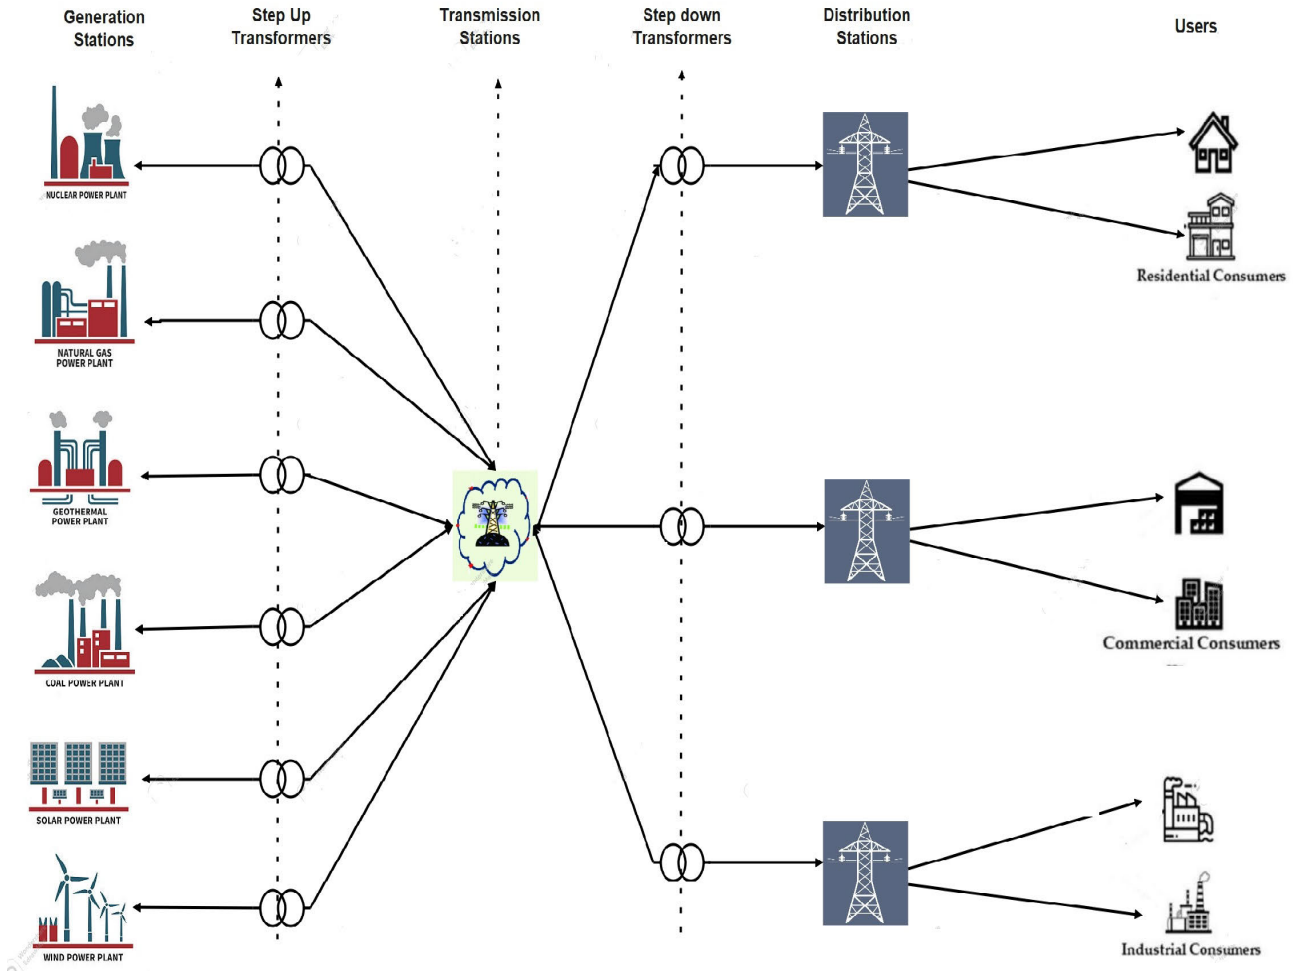 Generation
Stations
Step Up
Transformers
Transmission
Stations
Step down
Transformers
Distribution
Stations
Users
NUCLEAR POWER PLANT
NATURAL GAS
POWER PLANT
GEOTHERMAL
POWER PLANT
COAL POWER PLANT
SOLAR POWER PLANT
WIND POWER PLANT
Residential Consumers
Commercial Consumers
Industrial Consumers